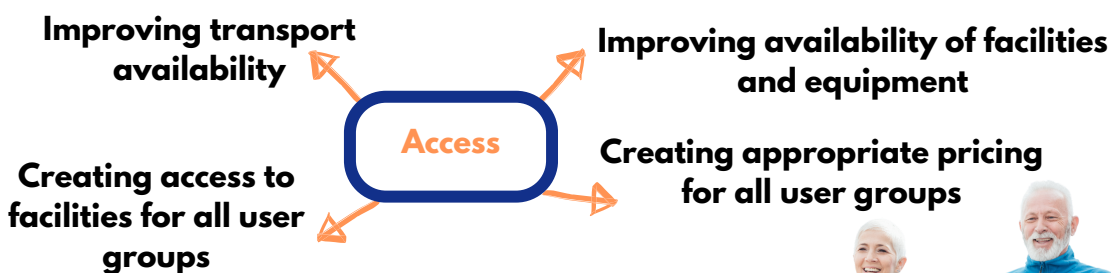 Improving transport
availability
Improving availability of facilities
and equipment
Access
Creating access to
facilities for all user
groups
Creating appropriate pricing
for all user groups